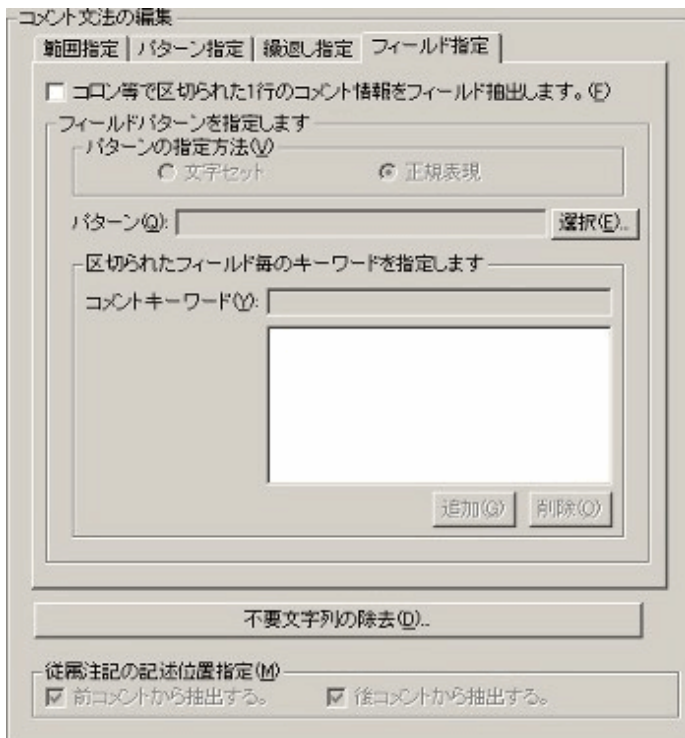 コメント文法の編集
範囲指定 パターン指定 繰返し指定 フィールド指定
コロン等で区切られた1行のコメント情報をフィールド抽出します。(F)
フィールドパターンを指定します
パターンの指定方法(V)
文字セット 正規表現
パターン(Q): 選択(E)..
区切られたフィールド毎のキーワードを指定します
コメントキーワード(Y):
追加(G) 削除(O)
不要文字列の除去(D)..
従属注記の記述位置指定(M)
前コメントから抽出する。 後コメントから抽出する。